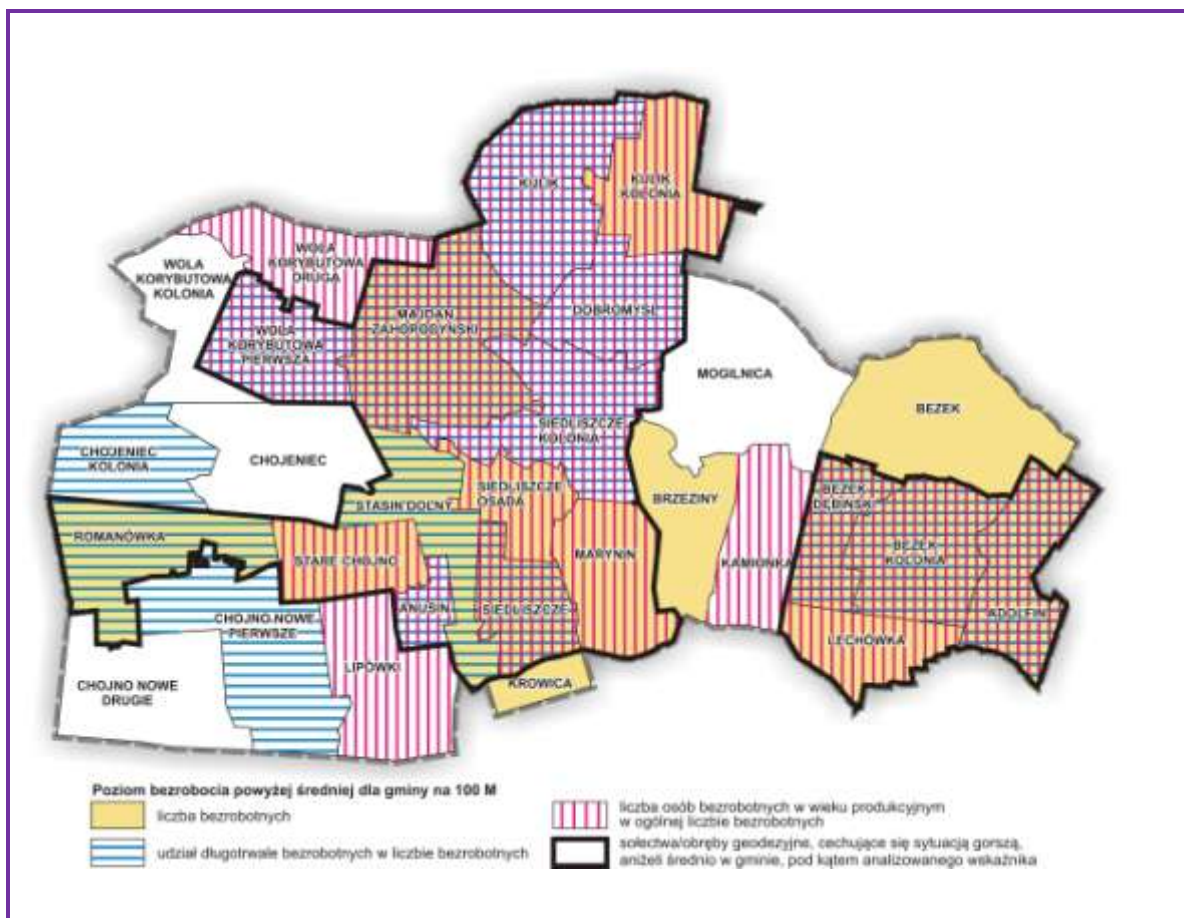 KULIK
KULIK
KOLONIA
WOLA
KORYBUTOWA
DRUGA
WOLA
KORYBUTOWA
KOLONIA
MAJDAN
ZAHORODYŃSKI
DOBROMYŚL
WOLA
KORYBUTOWA
PIERWSZA
MOGILNICA
BEZEK
SIEDLISZCZE
KOLONIA
CHOJENIEC
KOLONIA
CHOJENIEC
SIEDLISZCZE
OSADA
STASIN DOLNY
BRZEZINY
BEZEK
DĘBIŃSKI
ROMANÓWKA
STARE CHOJNO
MARYNIN
KAMIONKA
BEZEK
KOLONIA
ANUSIN
SIEDLISZCZE
ADOLFIN
CHOJNO NOWE
PIERWSZE
LECHÓWKA
LIPÓWKI
KROWICA
CHOJNO NOWE
DRUGIE
Poziom bezrobocia powyżej średniej dla gminy na 100 M
liczba bezrobotnych
udział długotrwale bezrobotnych w liczbie bezrobotnych
liczba osób bezrobotnych w wieku produkcyjnym
w ogólnej liczbie bezrobotnych
sołectwa/obręby geodezyjne, cechujące się sytuacją gorszą,
aniżeli średnio w gminie, pod kątem analizowanego wskaźnika